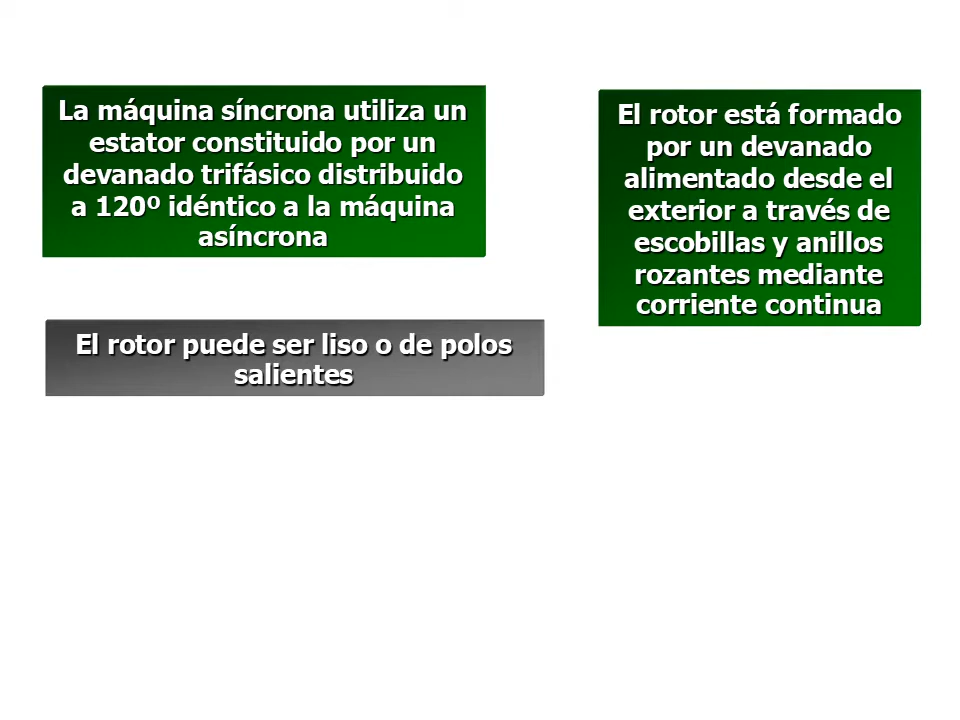 La máquina síncrona utiliza un
estator constituido por un
devanado trifásico distribuido
a 120º idéntico a la máquina
asíncrona
El rotor está formado
por un devanado
alimentado desde el
exterior a través de
escobillas y anillos
rozantes mediante
corriente continua
El rotor puede ser liso o de polos
salientes